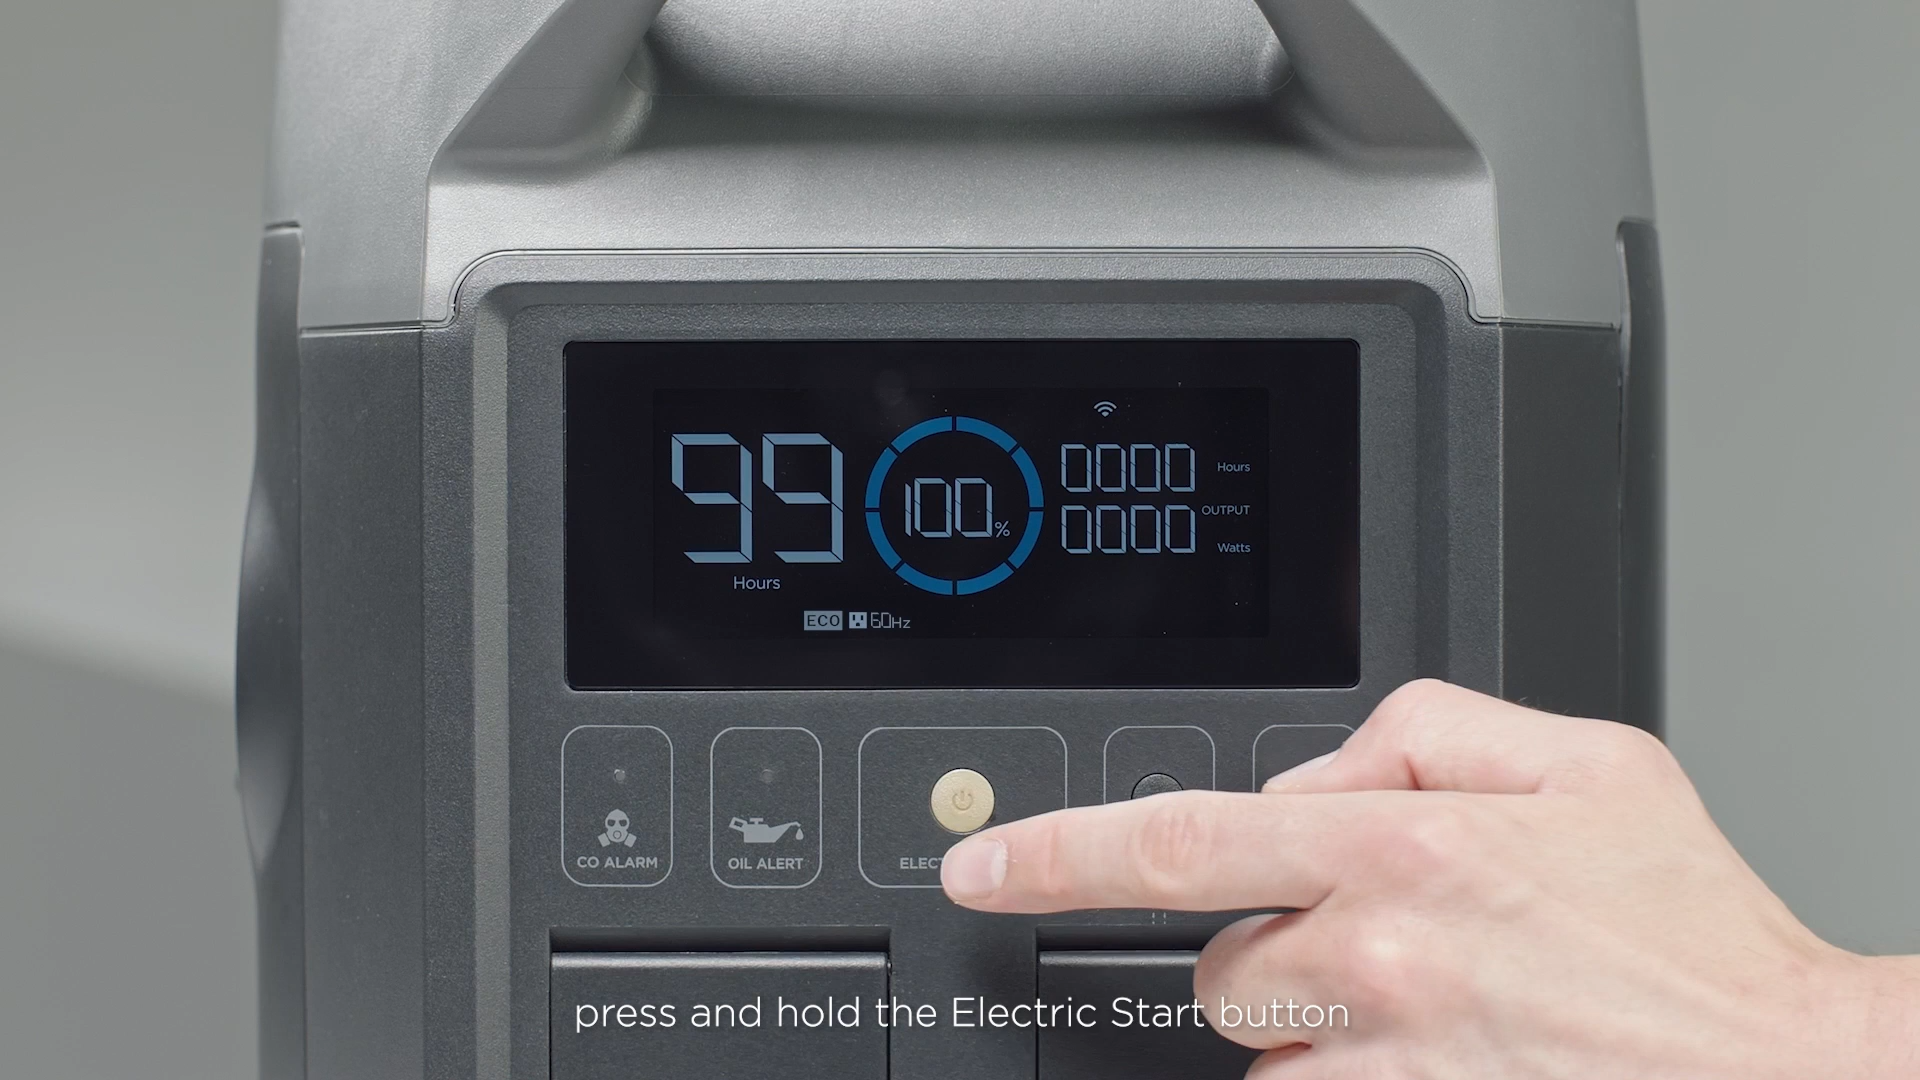 99
Hours
100%
0000 Hours
OUTPUT
0000 Watts
ECO 60Hz
CO ALARM
OIL ALERT
press and hold the Electric Start button